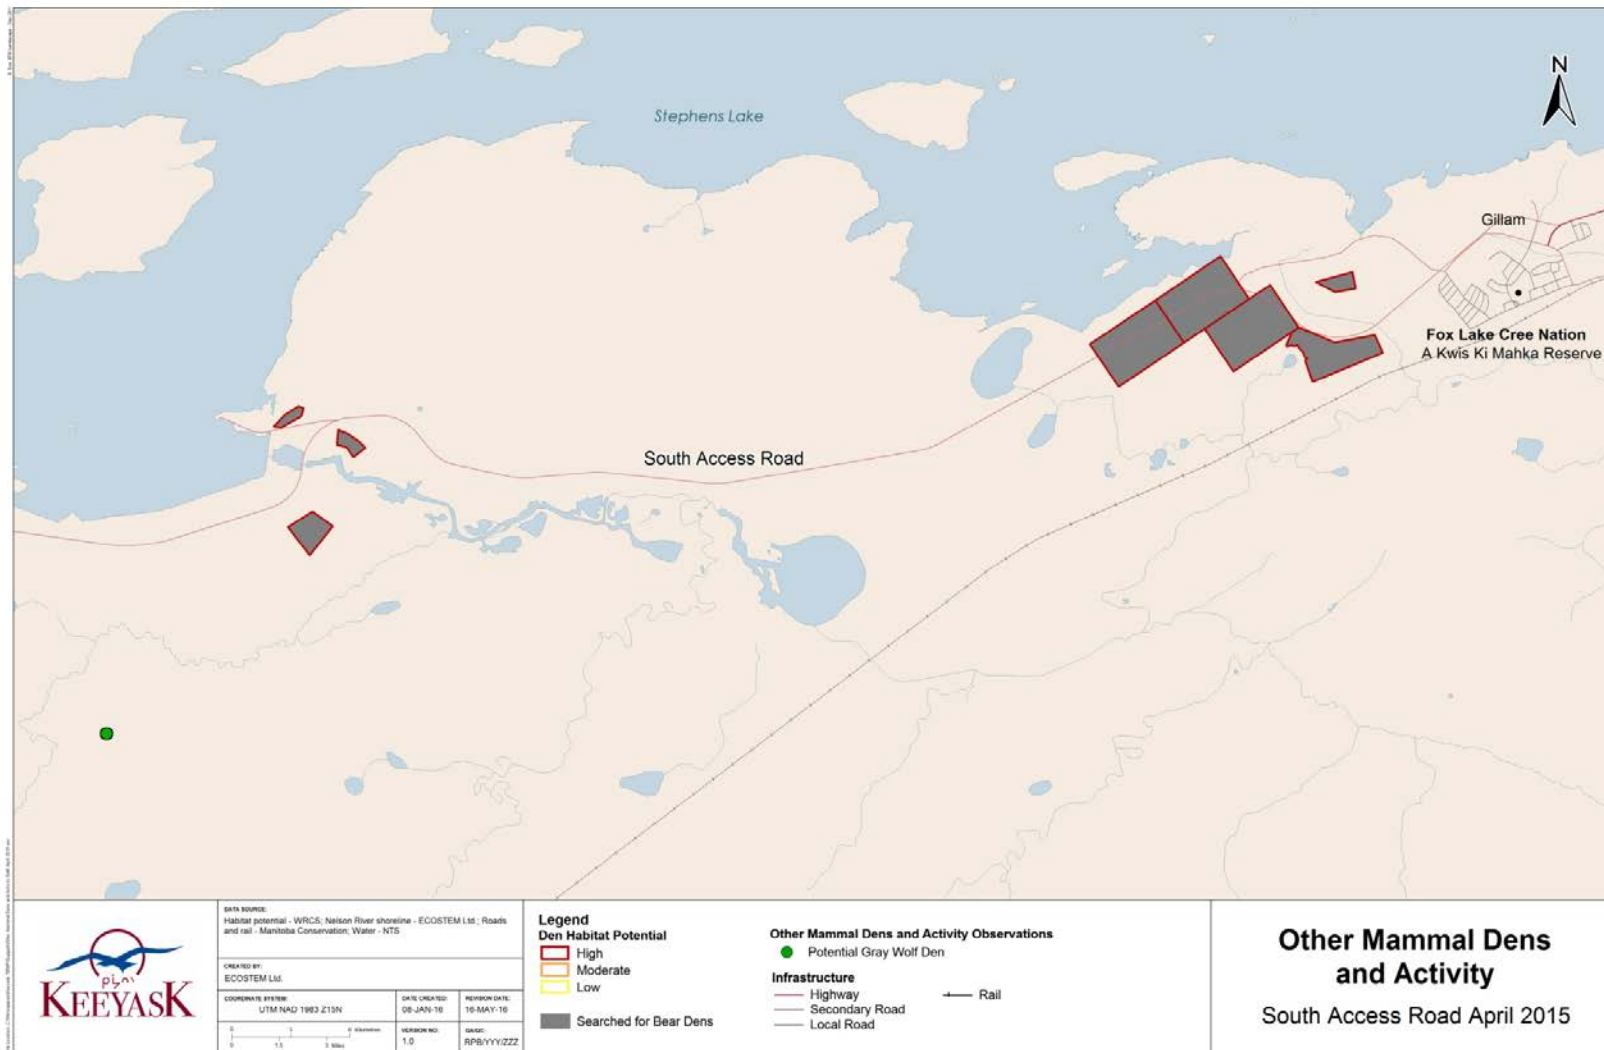 Stephens Lake
N
Gillam
Fox Lake Cree Nation
A Kwis Ki Mahka Reserve
South Access Road
KEEYASK
DATA SOURCE:
Habitat potential - WRCS; Nelson River shoreline - ECOSTEM Ltd.; Roads
and rail - Manitoba Conservation; Water - NTS
CREATED BY:
ECOSTEM Ltd.
COORDINATE SYSTEM:
UTM NAD 1983 Z15N
DATE CREATED:
08-JAN-16
REVISION DATE:
16-MAY-16
VERSION NO:
1.0
QA/QC:
RPB/YYY/ZZZ
Legend
Den Habitat Potential
High
Moderate
Low
Searched for Bear Dens
Other Mammal Dens and Activity Observations
Potential Gray Wolf Den
Infrastructure
Highway
Secondary Road
Local Road
Rail
Other Mammal Dens
and Activity
South Access Road April 2015